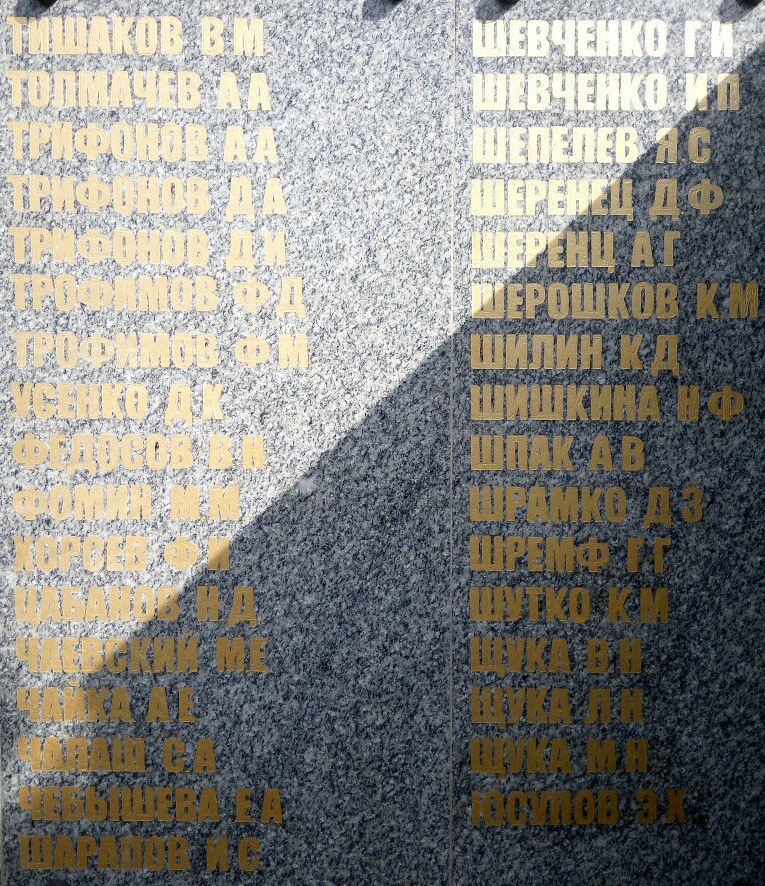 ТИШАКОВ В М
ТОЛМАЧЕВ А А
ТРИФОНОВ А А
ТРИФОНОВ Д А
ТРИФОНОВ Д И
ТРОФИМОВ Ф Д
ТРОФИМОВ Ф М
УСЕНКО Д К
ФЕДОСОВ В Н
ФОМИН М М
ХОРСЕВ Ф И
ЦАБАНОВ Н Д
ЧАЕВСКИЙ М Е
ЧАЙКА А Е
ЧАПАШ С А
ЧЕБЫШЕВА Е А
ШАРАПОВ И С
ШЕВЧЕНКО Г И
ШЕВЧЕНКО И П
ШЕПЕЛЕВ Я С
ШЕРЕНЕЦ Д Ф
ШЕРЕНЦ А Г
ШЕРОШКОВ К М
ШИЛИН К Д
ШИШКИНА Н Ф
ШПАК А В
ШРАМКО Д З
ШРЕМФ Г Г
ШУТКО К М
ЩУКА В Н
ЩУКА Л Н
ЩУКА М Н
ЮСУПОВ Э Х